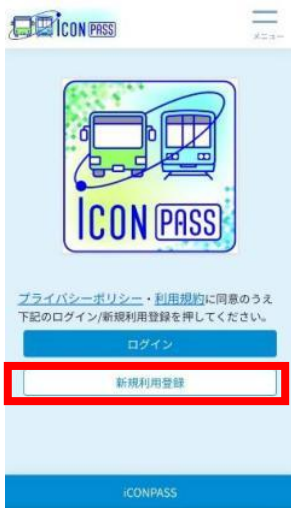 ICON PASS
メニュー
ICON PASS
プライバシーポリシー・利用規約に同意のうえ
下記のログイン/新規利用登録を押してください。
ログイン
新規利用登録
iCONPASS